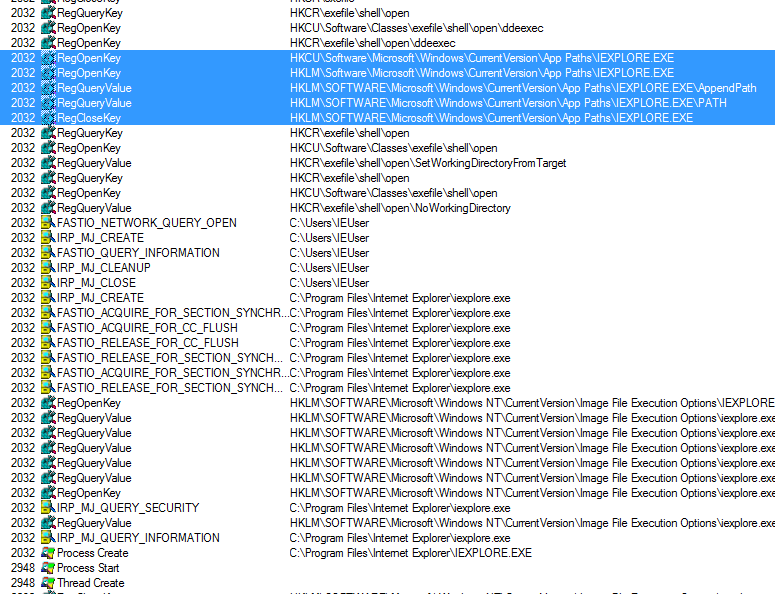 2032 RegQueryKey HKCR\exefile\shell\open
2032 RegOpenKey HKCU\Software\Classes\exefile\shell\open\ddeexec
2032 RegOpenKey HKCR\exefile\shell\open\ddeexec
2032 RegOpenKey HKCU\Software\Microsoft\Windows\CurrentVersion\App Paths\IEXPLORE.EXE
2032 RegOpenKey HKLM\Software\Microsoft\Windows\CurrentVersion\App Paths\IEXPLORE.EXE
2032 RegQueryValue HKLM\SOFTWARE\Microsoft\Windows\CurrentVersion\App Paths\IEXPLORE.EXE\AppendPath
2032 RegQueryValue HKLM\SOFTWARE\Microsoft\Windows\CurrentVersion\App Paths\IEXPLORE.EXE\PATH
2032 RegCloseKey HKLM\SOFTWARE\Microsoft\Windows\CurrentVersion\App Paths\IEXPLORE.EXE
2032 RegQueryKey HKCR\exefile\shell\open
2032 RegOpenKey HKCU\Software\Classes\exefile\shell\open
2032 RegQueryValue HKCR\exefile\shell\open\SetWorkingDirectoryFromTarget
2032 RegQueryKey HKCR\exefile\shell\open
2032 RegOpenKey HKCU\Software\Classes\exefile\shell\open
2032 RegQueryValue HKCR\exefile\shell\open\NoWorkingDirectory
2032 FASTIO_NETWORK_QUERY_OPEN C:\Users\IEUser
2032 IRP_MJ_CREATE C:\Users\IEUser
2032 FASTIO_QUERY_INFORMATION C:\Users\IEUser
2032 IRP_MJ_CLEANUP C:\Users\IEUser
2032 IRP_MJ_CLOSE C:\Users\IEUser
2032 IRP_MJ_CREATE C:\Program Files\Internet Explorer\iexplore.exe
2032 FASTIO_ACQUIRE_FOR_SECTION_SYNCHR... C:\Program Files\Internet Explorer\iexplore.exe
2032 FASTIO_ACQUIRE_FOR_CC_FLUSH C:\Program Files\Internet Explorer\iexplore.exe
2032 FASTIO_RELEASE_FOR_CC_FLUSH C:\Program Files\Internet Explorer\iexplore.exe
2032 FASTIO_RELEASE_FOR_SECTION_SYNCH... C:\Program Files\Internet Explorer\iexplore.exe
2032 FASTIO_ACQUIRE_FOR_SECTION_SYNCHR... C:\Program Files\Internet Explorer\iexplore.exe
2032 FASTIO_RELEASE_FOR_SECTION_SYNCH... C:\Program Files\Internet Explorer\iexplore.exe
2032 RegOpenKey HKLM\SOFTWARE\Microsoft\Windows NT\CurrentVersion\Image File Execution Options\IEXPLORE
2032 RegQueryValue HKLM\SOFTWARE\Microsoft\Windows NT\CurrentVersion\Image File Execution Options\iexplore.exe
2032 RegQueryValue HKLM\SOFTWARE\Microsoft\Windows NT\CurrentVersion\Image File Execution Options\iexplore.exe
2032 RegQueryValue HKLM\SOFTWARE\Microsoft\Windows NT\CurrentVersion\Image File Execution Options\iexplore.exe
2032 RegQueryValue HKLM\SOFTWARE\Microsoft\Windows NT\CurrentVersion\Image File Execution Options\iexplore.exe
2032 RegQueryValue HKLM\SOFTWARE\Microsoft\Windows NT\CurrentVersion\Image File Execution Options\iexplore.exe
2032 RegOpenKey HKLM\SOFTWARE\Microsoft\Windows NT\CurrentVersion\Image File Execution Options\iexplore.exe
2032 IRP_MJ_QUERY_SECURITY C:\Program Files\Internet Explorer\iexplore.exe
2032 RegQueryValue HKLM\SOFTWARE\Microsoft\Windows NT\CurrentVersion\Image File Execution Options\iexplore.exe
2032 IRP_MJ_QUERY_INFORMATION C:\Program Files\Internet Explorer\iexplore.exe
2032 Process Create C:\Program Files\Internet Explorer\IEXPLORE.EXE
2948 Process Start
2948 Thread Create